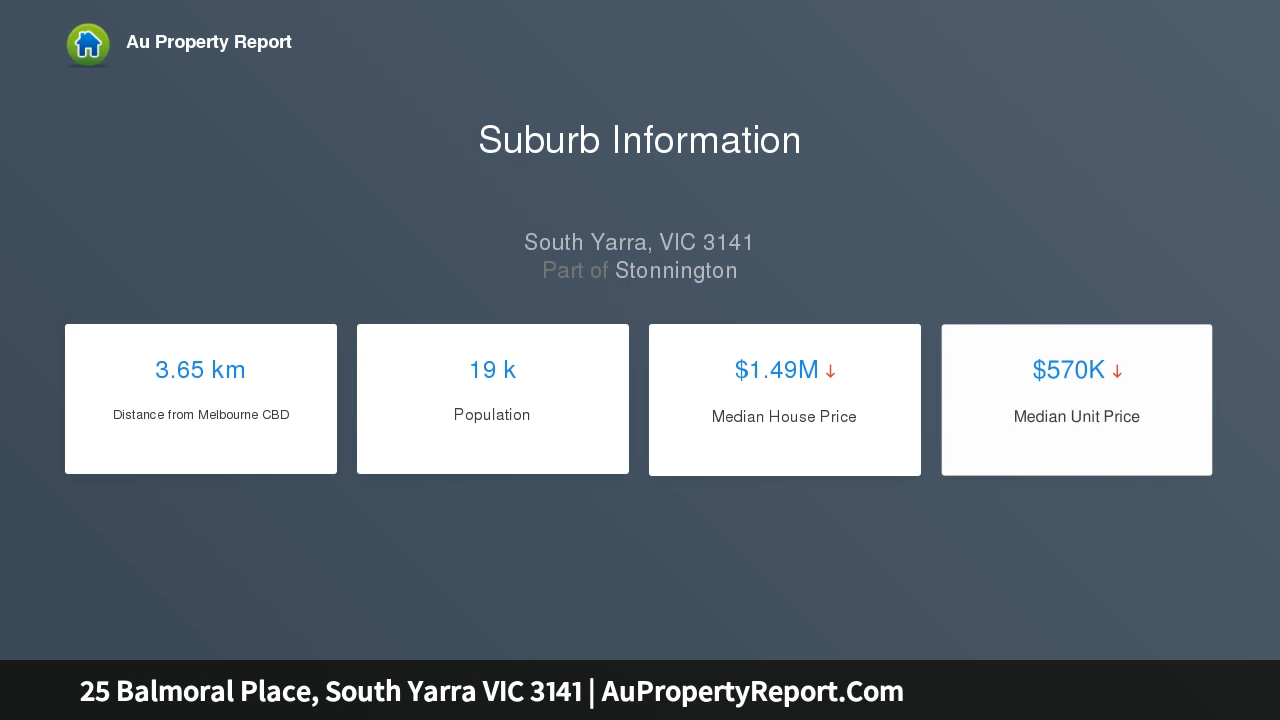 Au Property Report
Suburb Information
South Yarra, VIC 3141
Part of Stonnington
3.65 km
Distance from Melbourne CBD
19 k
Population
$1.49M ↓
Median House Price
$570K ↓
Median Unit Price
25 Balmoral Place, South Yarra VIC 3141 | AuPropertyReport.Com